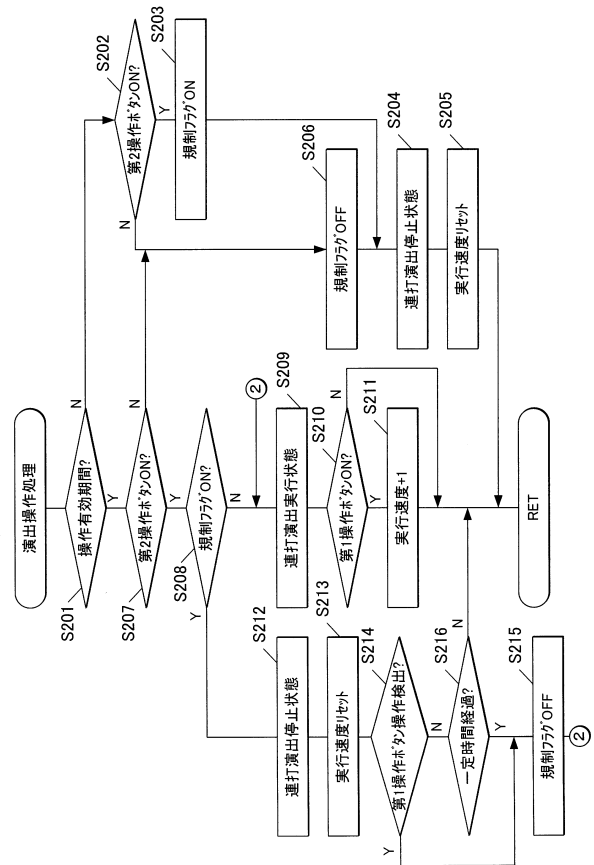 演出操作処理
S201
操作有効期間?
N
Y
S202
第2操作ボタンON?
N
Y
S203
規制フラグON
S207
第2操作ボタンON?
N
Y
S206
規制フラグOFF
S204
連打演出停止状態
S205
実行速度リセット
S208
規制フラグON?
Y
N
②
S209
連打演出実行状態
S210
第1操作ボタンON?
N
Y
S211
実行速度+1
S212
連打演出停止状態
S213
実行速度リセット
S214
第1操作ボタン操作検出?
Y
N
S216
一定時間経過?
N
Y
S215
規制フラグOFF
②
RET